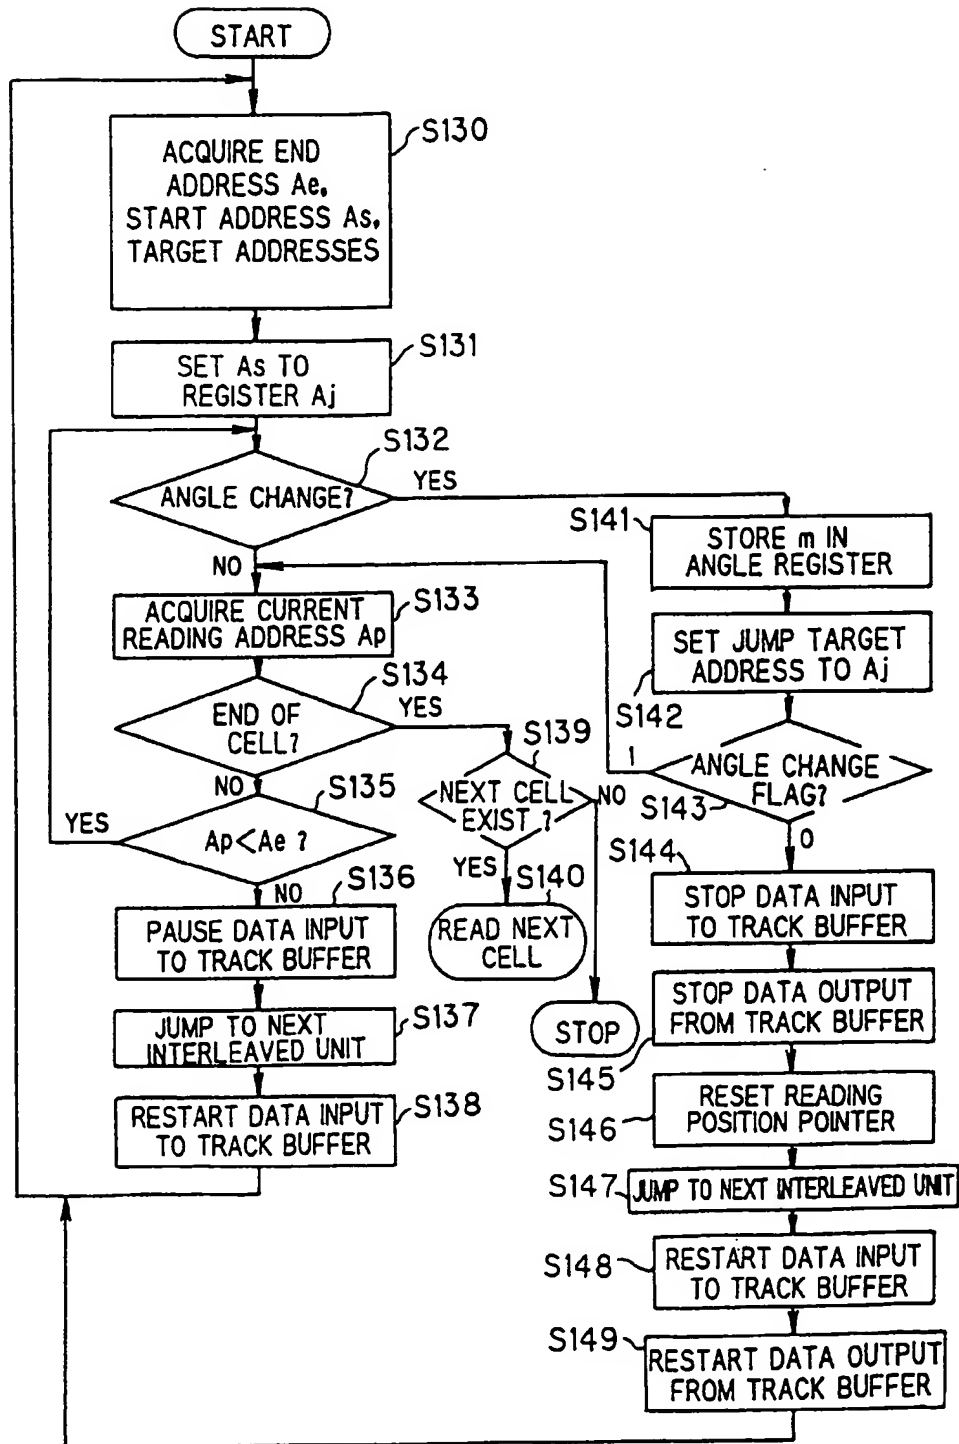 START
S130
ACQUIRE END
ADDRESS Ae,
START ADDRESS As,
TARGET ADDRESSES
S131
SET As TO
REGISTER Aj
S132
ANGLE CHANGE?
YES
NO
S133
ACQUIRE CURRENT
READING ADDRESS Ap
S134
END OF
CELL?
YES
NO
S135
Ap<Ae ?
YES
NO
S136
PAUSE DATA INPUT
TO TRACK BUFFER
S137
JUMP TO NEXT
INTERLEAVED UNIT
S138
RESTART DATA INPUT
TO TRACK BUFFER
S139
NEXT CELL
EXIST ?
NO
YES
S140
READ NEXT
CELL
STOP
S141
STORE m IN
ANGLE REGISTER
SET JUMP TARGET
ADDRESS TO Aj
S142
1
ANGLE CHANGE
FLAG?
S143
0
S144
STOP DATA INPUT
TO TRACK BUFFER
STOP DATA OUTPUT
FROM TRACK BUFFER
S145
RESET READING
POSITION POINTER
S146
S147
JUMP TO NEXT INTERLEAVED UNIT
S148
RESTART DATA INPUT
TO TRACK BUFFER
S149
RESTART DATA OUTPUT
FROM TRACK BUFFER